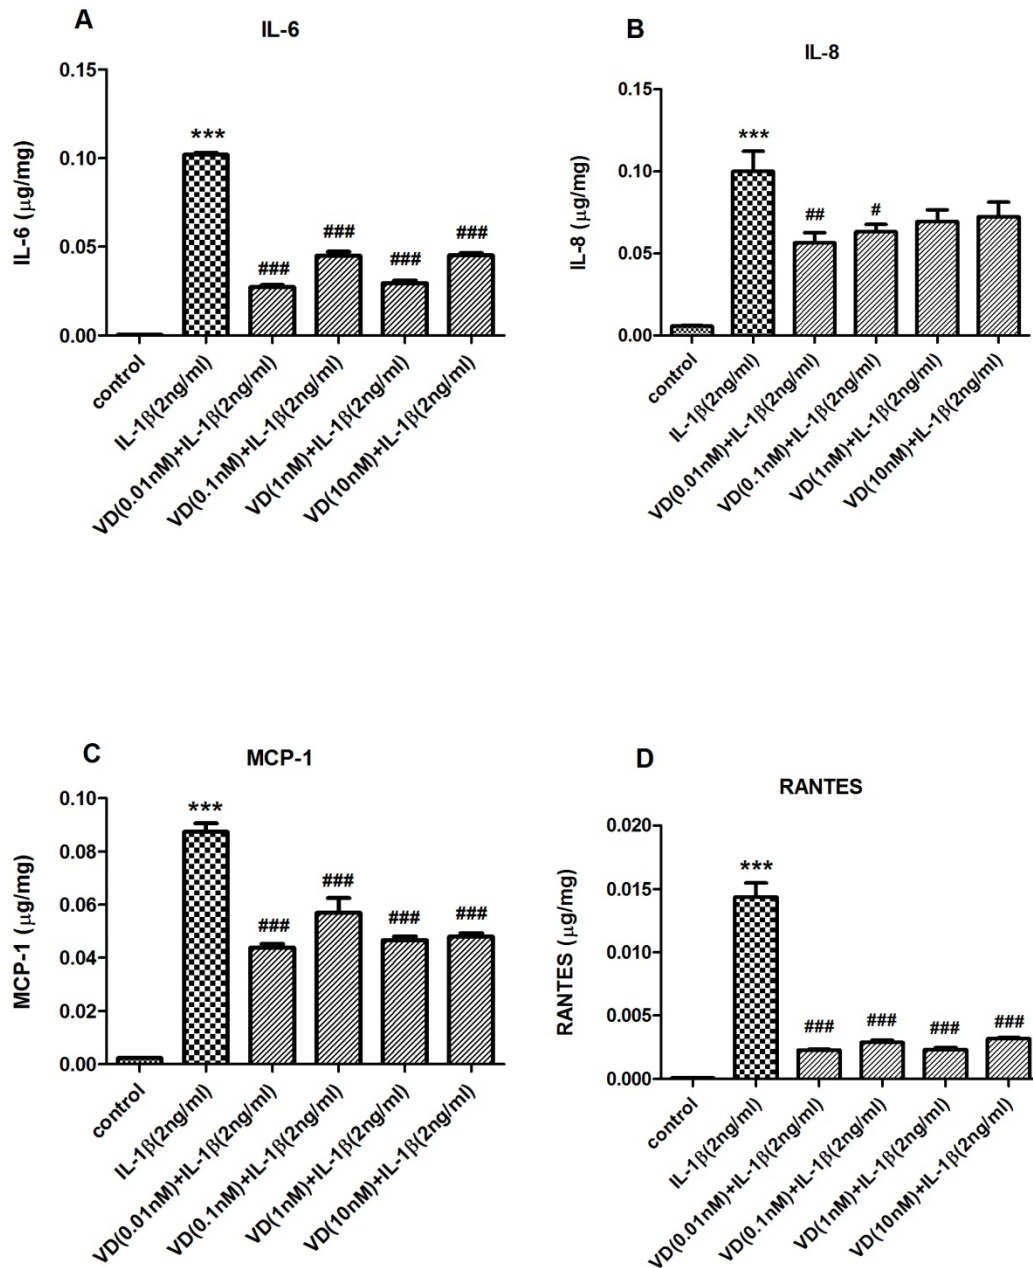 A
IL-6
IL-6 (μg/mg)
0.15
0.10
0.05
0.00
***
###
###
###
###
control
IL-1β(2ng/ml)
VD(0.01nM)+IL-1β(2ng/ml)
VD(0.1nM)+IL-1β(2ng/ml)
VD(1nM)+IL-1β(2ng/ml)
VD(10nM)+IL-1β(2ng/ml)
B
IL-8
IL-8 (μg/mg)
0.15
0.10
0.05
0.00
***
##
#
control
IL-1β(2ng/ml)
VD(0.01nM)+IL-1β(2ng/ml)
VD(0.1nM)+IL-1β(2ng/ml)
VD(1nM)+IL-1β(2ng/ml)
VD(10nM)+IL-1β(2ng/ml)
C
MCP-1
MCP-1 (μg/mg)
0.10
0.08
0.06
0.04
0.02
0.00
***
###
###
###
###
control
IL-1β(2ng/ml)
VD(0.01nM)+IL-1β(2ng/ml)
VD(0.1nM)+IL-1β(2ng/ml)
VD(1nM)+IL-1β(2ng/ml)
VD(10nM)+IL-1β(2ng/ml)
D
RANTES
RANTES (μg/mg)
0.020
0.015
0.010
0.005
0.000
***
###
###
###
###
control
IL-1β(2ng/ml)
VD(0.01nM)+IL-1β(2ng/ml)
VD(0.1nM)+IL-1β(2ng/ml)
VD(1nM)+IL-1β(2ng/ml)
VD(10nM)+IL-1β(2ng/ml)